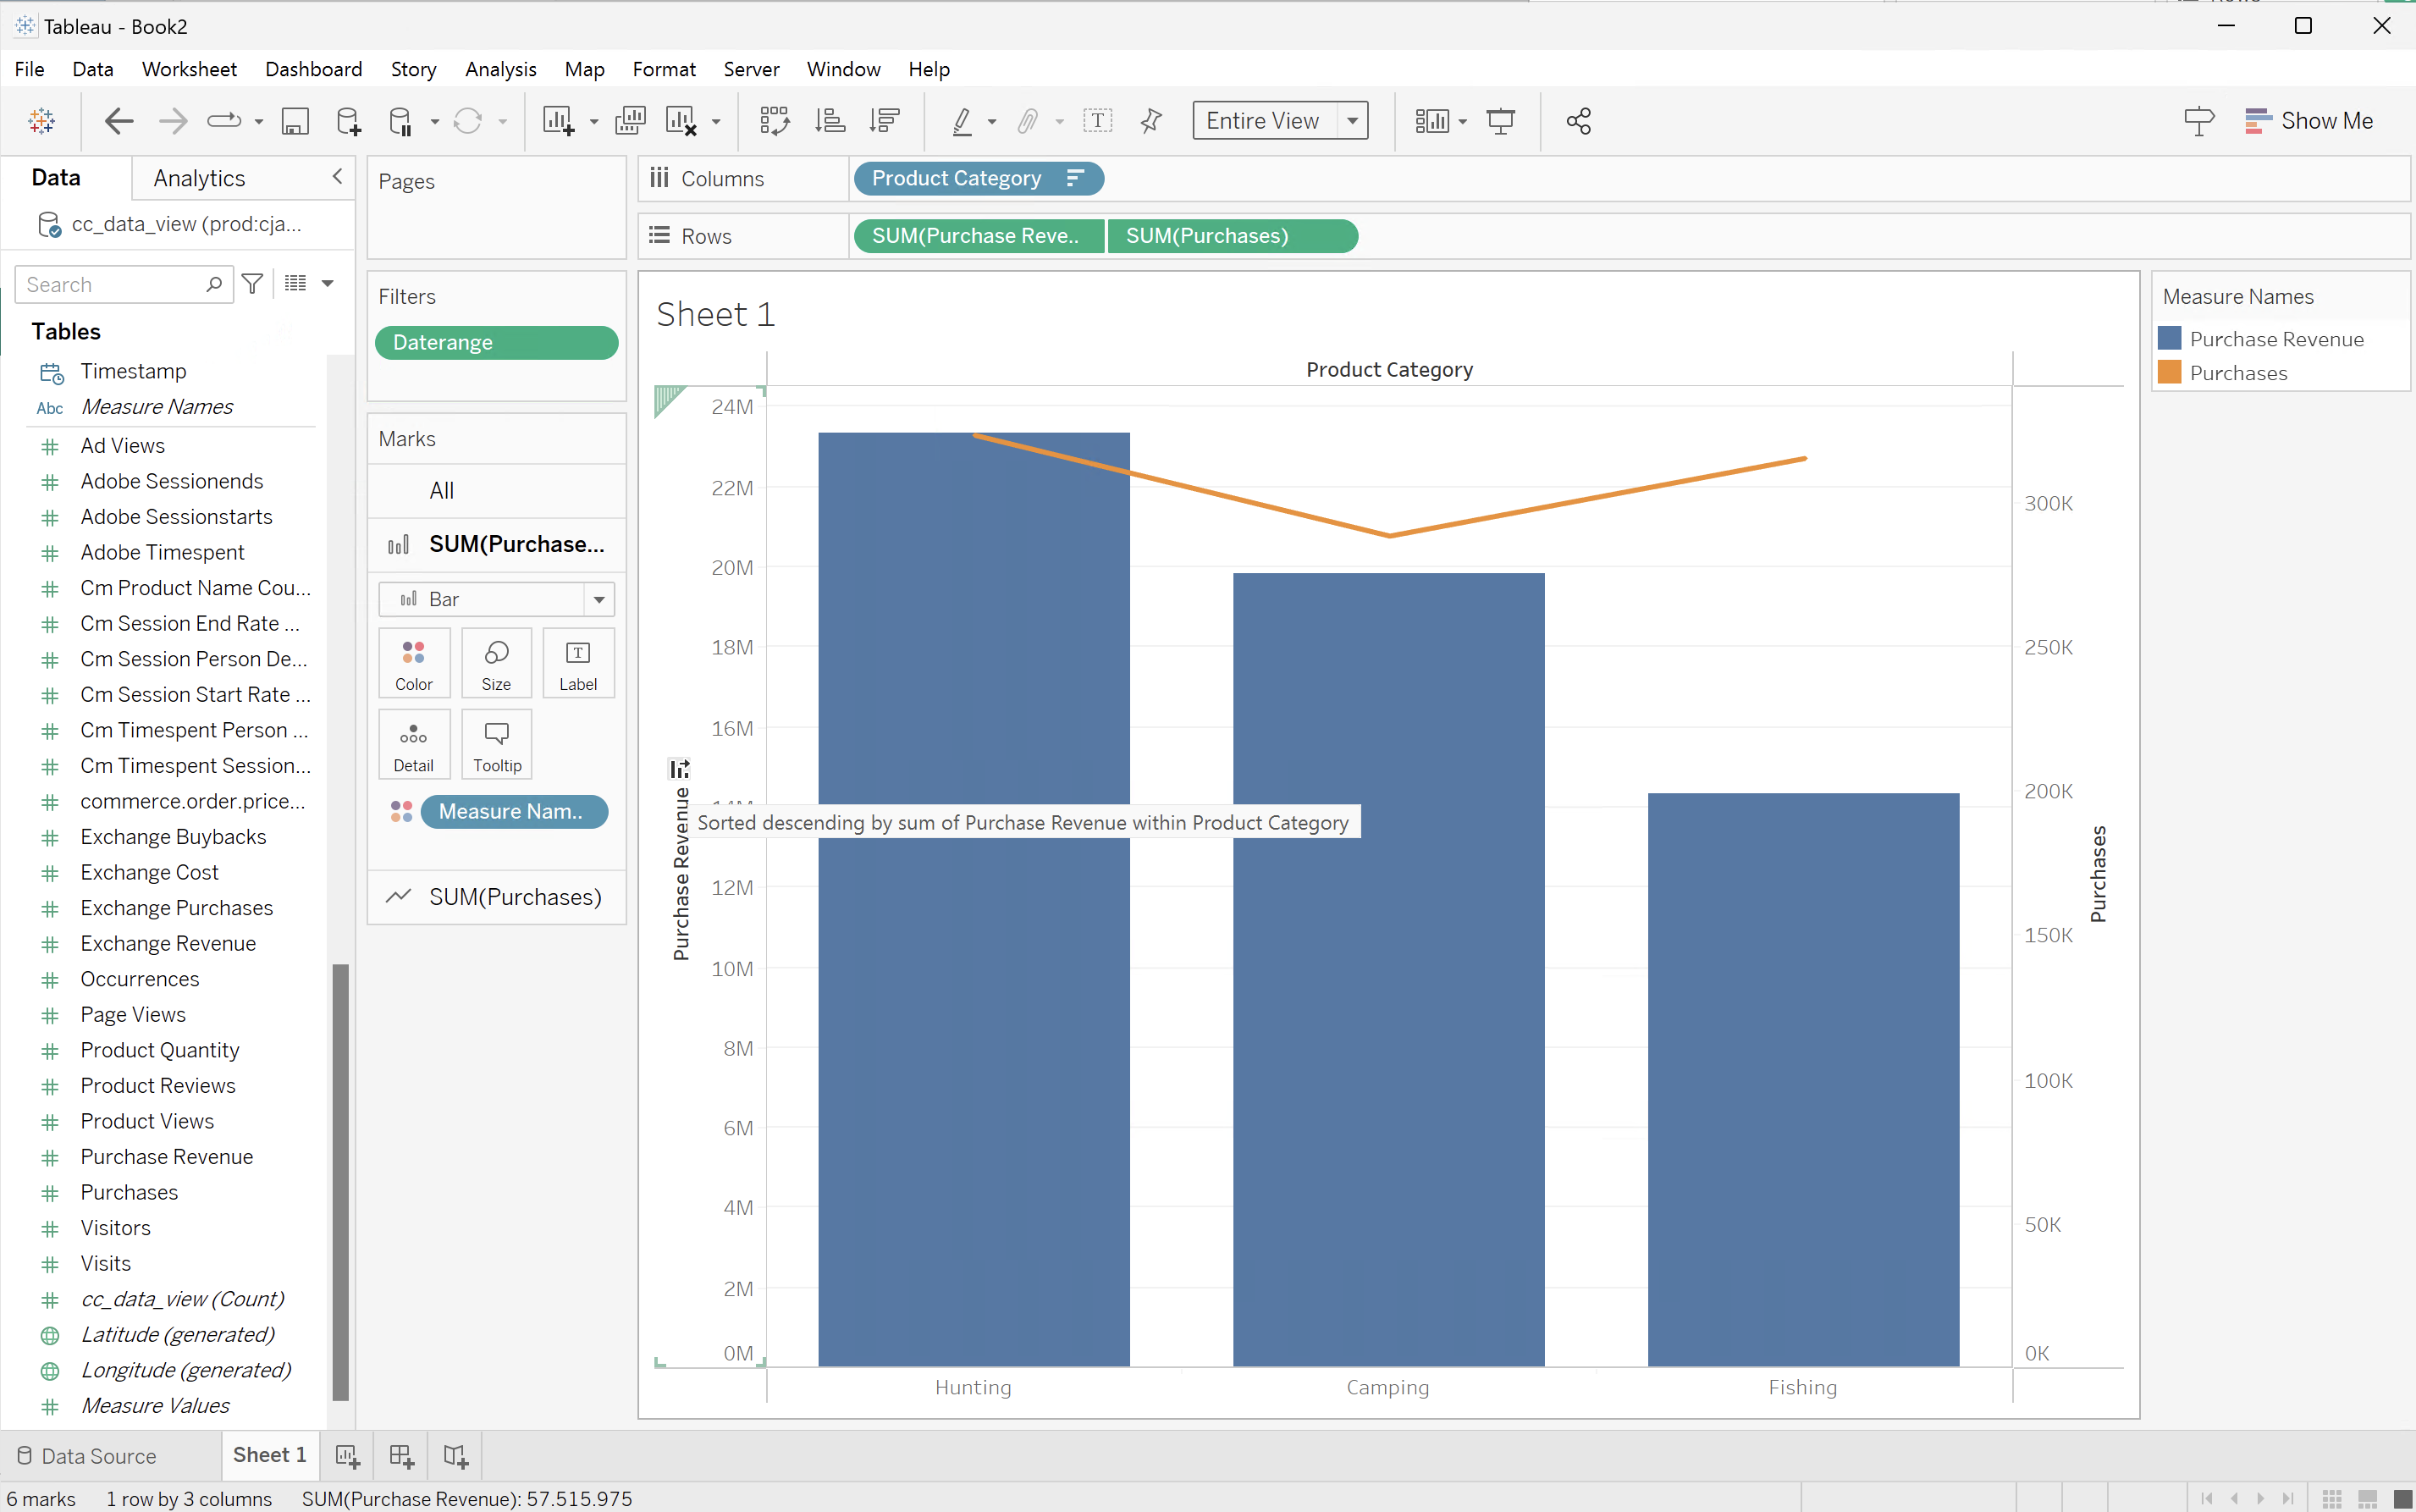 Tableau - Book2
File Data Worksheet Dashboard Story Analysis Map Format Server Window Help
Entire View
Show Me
Data
Analytics
cc_data_view (prod:cja...
Search
Tables
Timestamp
Abc Measure Names
Ad Views
Adobe Sessionends
Adobe Sessionstarts
Adobe Timespent
Cm Product Name Cou...
Cm Session End Rate ...
Cm Session Person De...
Cm Session Start Rate ...
Cm Timespent Person ...
Cm Timespent Session...
commerce.order.price...
Exchange Buybacks
Exchange Cost
Exchange Purchases
Exchange Revenue
Occurrences
Page Views
Product Quantity
Product Reviews
Product Views
Purchase Revenue
Purchases
Visitors
Visits
cc_data_view (Count)
Latitude (generated)
Longitude (generated)
Measure Values
Pages
Filters
Daterange
Marks
All
SUM(Purchase...
Bar
Color
Size
Label
Detail
Tooltip
Measure Nam..
SUM(Purchases)
Columns
Product Category
Rows
SUM(Purchase Reve..
SUM(Purchases)
Sheet 1
Product Category
24M
22M
20M
18M
16M
12M
10M
8M
6M
4M
2M
0M
Purchase Revenue
Sorted descending by sum of Purchase Revenue within Product Category
300K
250K
200K
150K
100K
50K
0K
Purchases
Hunting
Camping
Fishing
Measure Names
Purchase Revenue
Purchases
Data Source
Sheet 1
6 marks
1 row by 3 columns
SUM(Purchase Revenue): 57.515.975